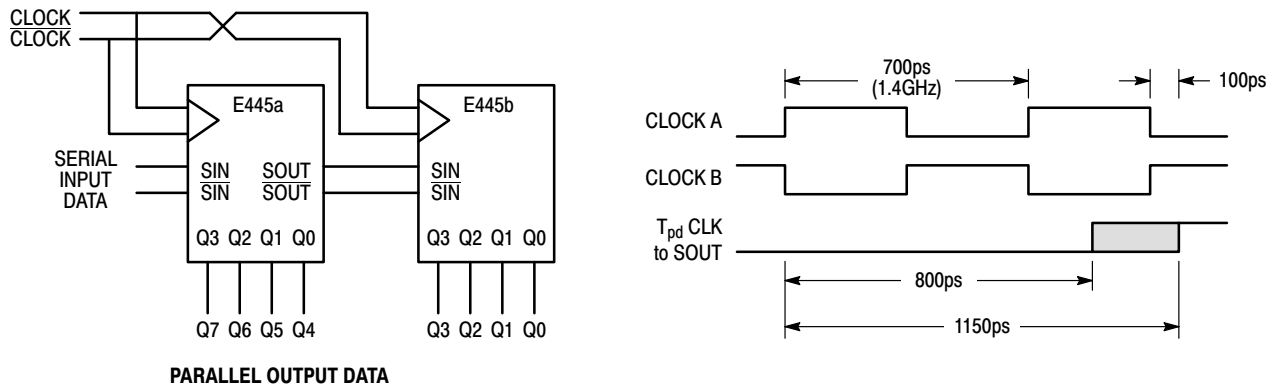 CLOCK
CLOCK
E445a
E445b
SERIAL
INPUT
DATA
SIN
SIN
SOUT
SOUT
SIN
SIN
Q3 Q2 Q1 Q0
Q3 Q2 Q1 Q0
Q7 Q6 Q5 Q4
Q3 Q2 Q1 Q0
PARALLEL OUTPUT DATA
700ps
(1.4GHz)
100ps
CLOCK A
CLOCK B
Tpd CLK
to SOUT
800ps
1150ps